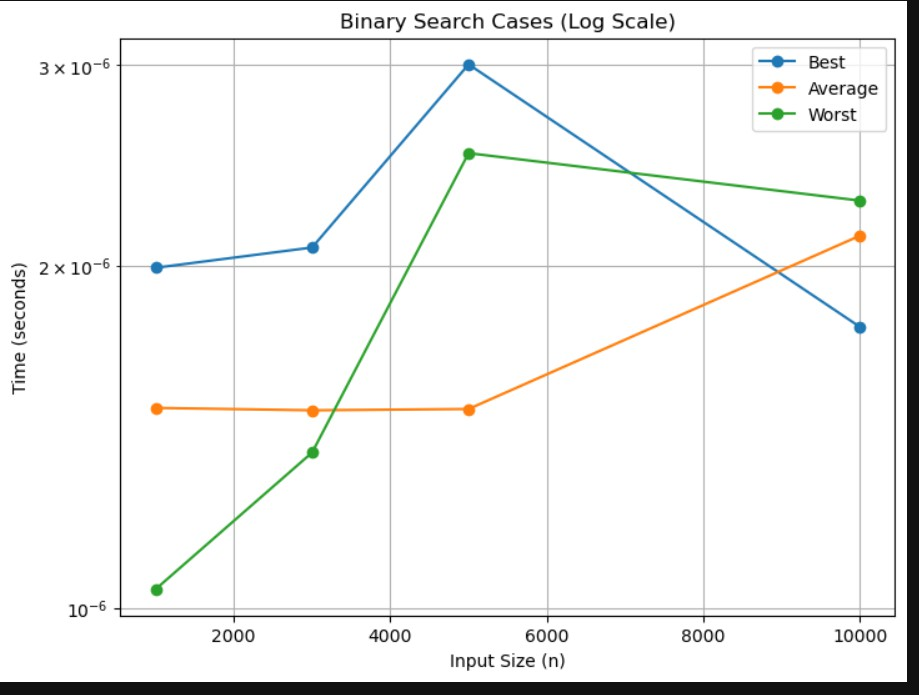 Binary Search Cases (Log Scale)
3 × 10⁻⁶
2 × 10⁻⁶
10⁻⁶
Time (seconds)
Best
Average
Worst
2000 4000 6000 8000 10000
Input Size (n)